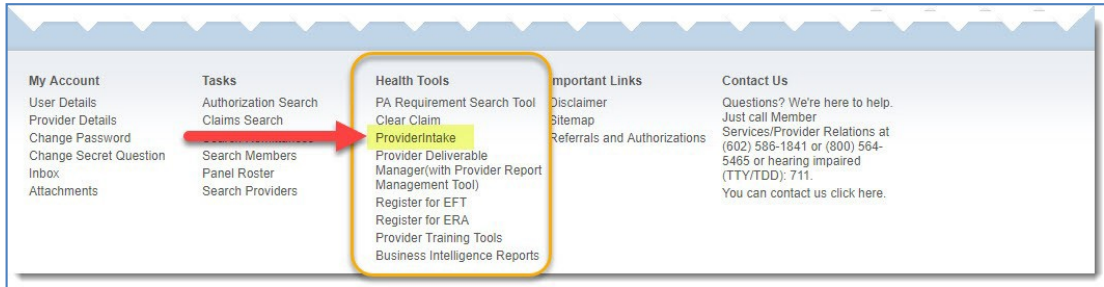 My Account
User Details
Provider Details
Change Password
Change Secret Question
Inbox
Attachments
Tasks
Authorization Search
Claims Search
Search Remittances
Search Members
Panel Roster
Search Providers
Health Tools
PA Requirement Search Tool
Clear Claim
ProviderIntake
Provider Deliverable
Manager(with Provider Report
Management Tool)
Register for EFT
Register for ERA
Provider Training Tools
Business Intelligence Reports
mportant Links
Disclaimer
Sitemap
Referrals and Authorizations
Contact Us
Questions? We're here to help.
Just call Member
Services/Provider Relations at
(602) 586-1841 or (800) 564-
5465 or hearing impaired
(TTY/TDD): 711.
You can contact us click here.